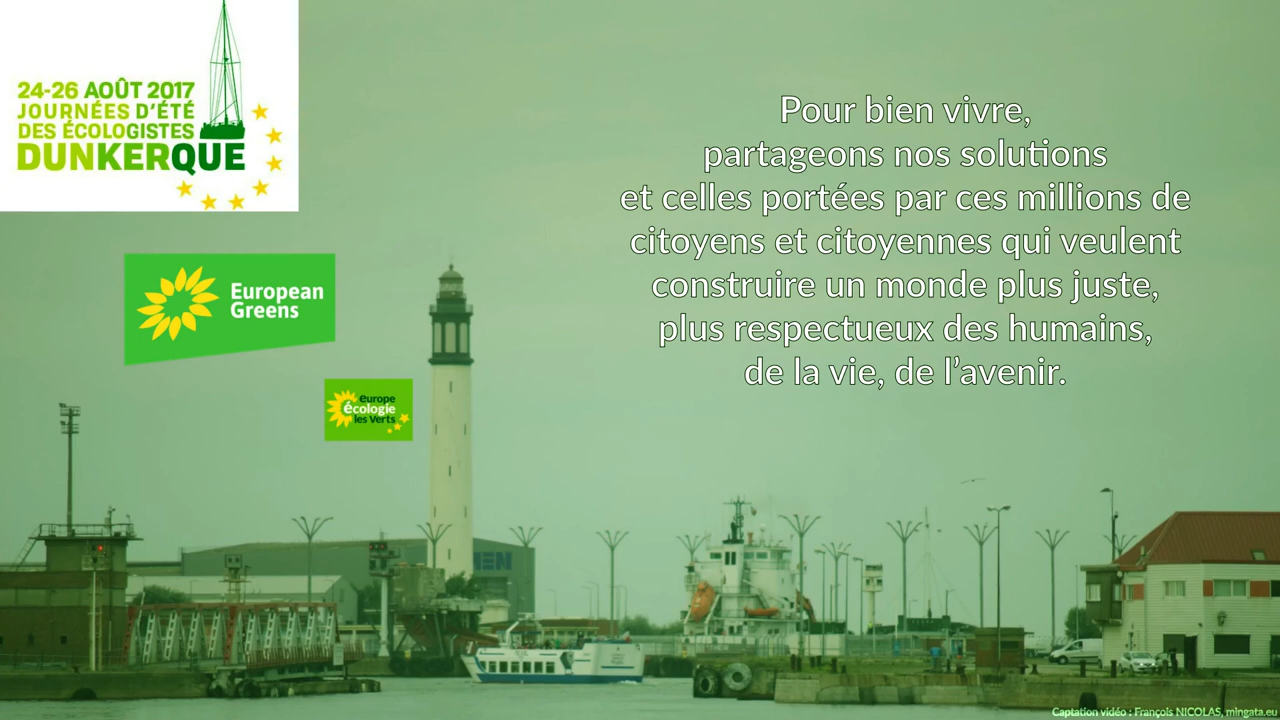 24-26 AOÛT 2017
JOURNÉES D'ÉTÉ
DES ÉCOLOGISTES
DUNKERQUE
Pour bien vivre,
partageons nos solutions
et celles portées par ces millions de
citoyens et citoyennes qui veulent
construire un monde plus juste,
plus respectueux des humains,
de la vie, de l’avenir.
European
Greens
europe
écologie
les Verts
Captation vidéo : François NICOLAS, mingata.eu